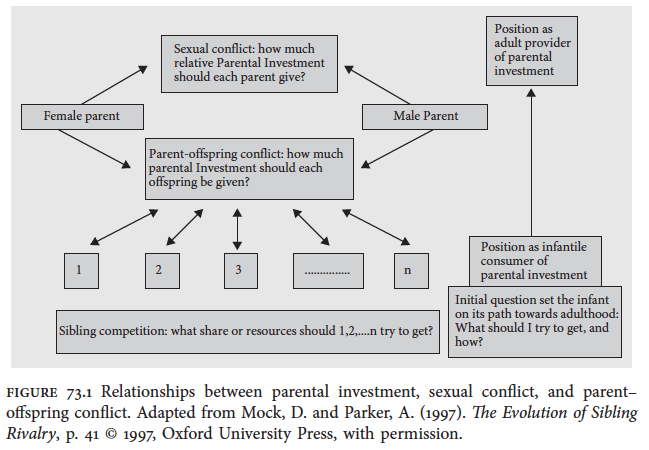 Sexual conflict: how much
relative Parental Investment
should each parent give?
Position as
adult provider
of parental
investment
Female parent
Male Parent
Parent-offspring conflict: how much
parental Investment should each
offspring be given?
1
2
3
...............
n
Position as infantile
consumer of
parental investment
Initial question set the infant
on its path towards adulthood:
What should I try to get, and
how?
Sibling competition: what share or resources should 1,2,....n try to get?
FIGURE 73.1 Relationships between parental investment, sexual conflict, and parent–
offspring conflict. Adapted from Mock, D. and Parker, A. (1997). The Evolution of Sibling
Rivalry, p. 41 © 1997, Oxford University Press, with permission.